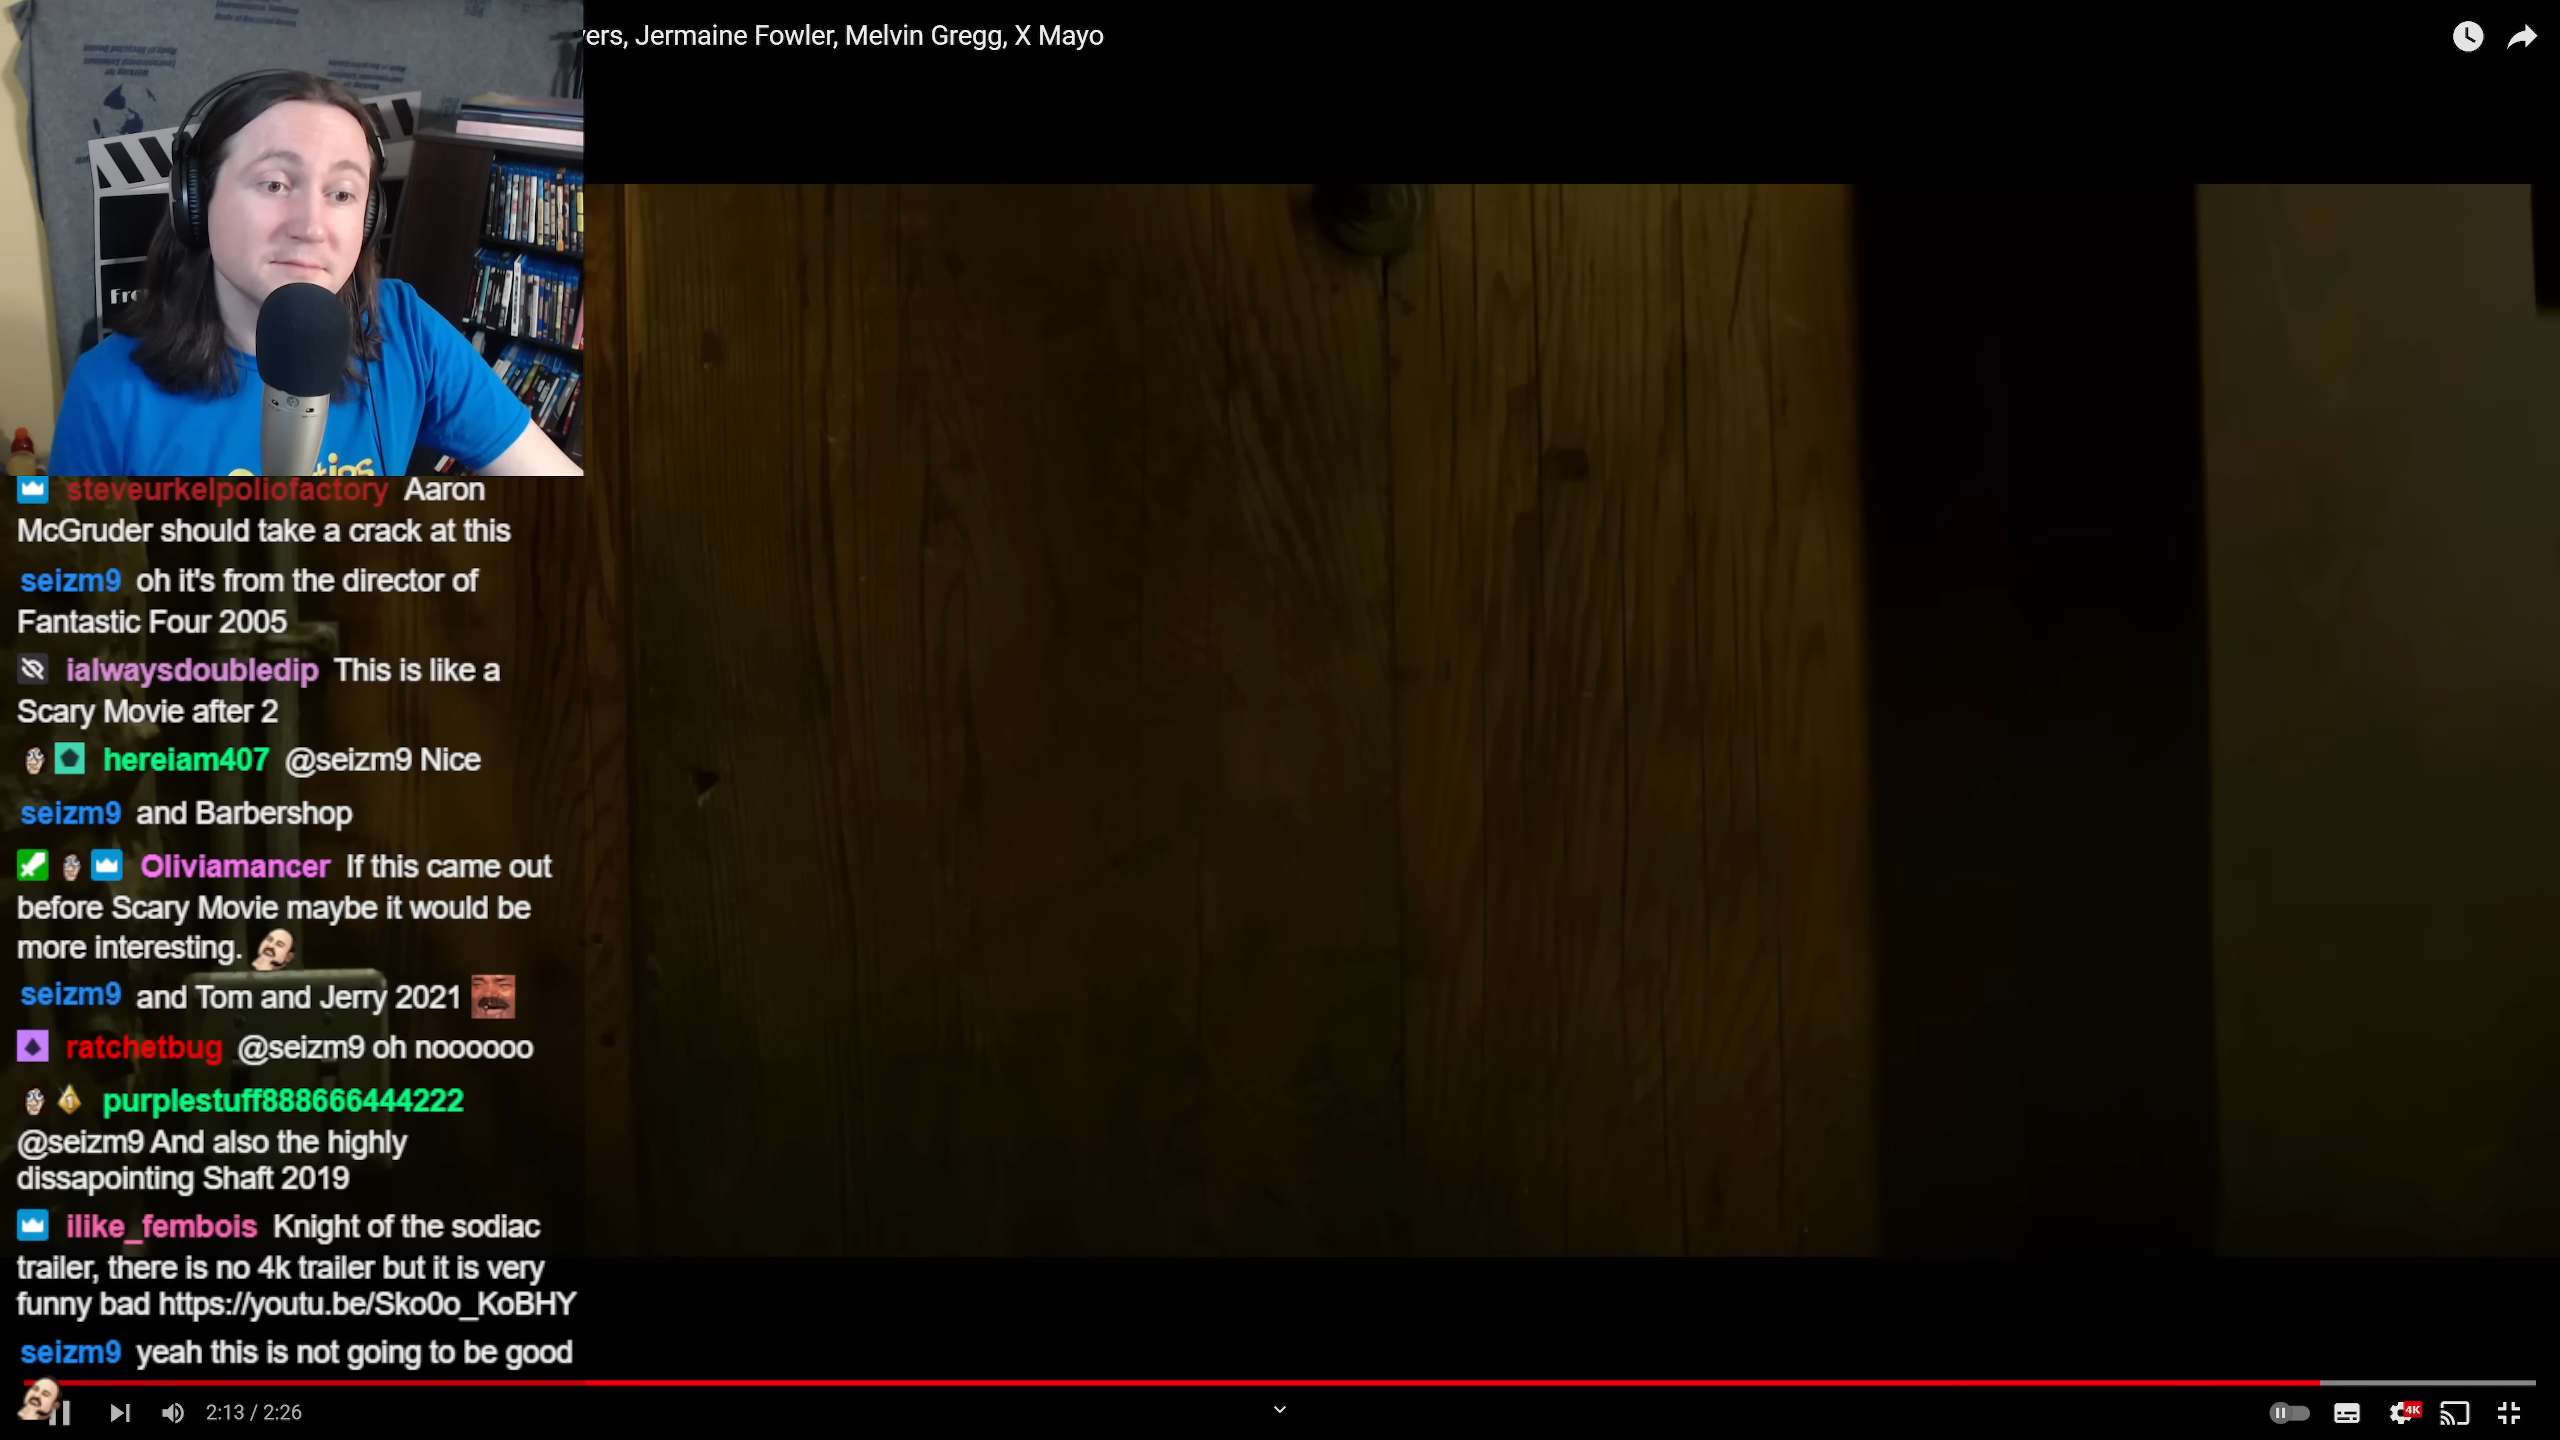 ers, Jermaine Fowler, Melvin Gregg, X Mayo
steveurkelpoliofactory Aaron
McGruder should take a crack at this
seizm9 oh it's from the director of
Fantastic Four 2005
ialwaysdoubledip This is like a
Scary Movie after 2
hereiam407 @seizm9 Nice
seizm9 and Barbershop
Oliviamancer If this came out
before Scary Movie maybe it would be
more interesting.
seizm9 and Tom and Jerry 2021
ratchetbug @seizm9 oh noooooo
purplestuff888666444222
@seizm9 And also the highly
dissapointing Shaft 2019
ilike_fembois Knight of the sodiac
trailer, there is no 4k trailer but it is very
funny bad https://youtu.be/Sko0o_KoBHY
seizm9 yeah this is not going to be good
2:13 / 2:26
4K